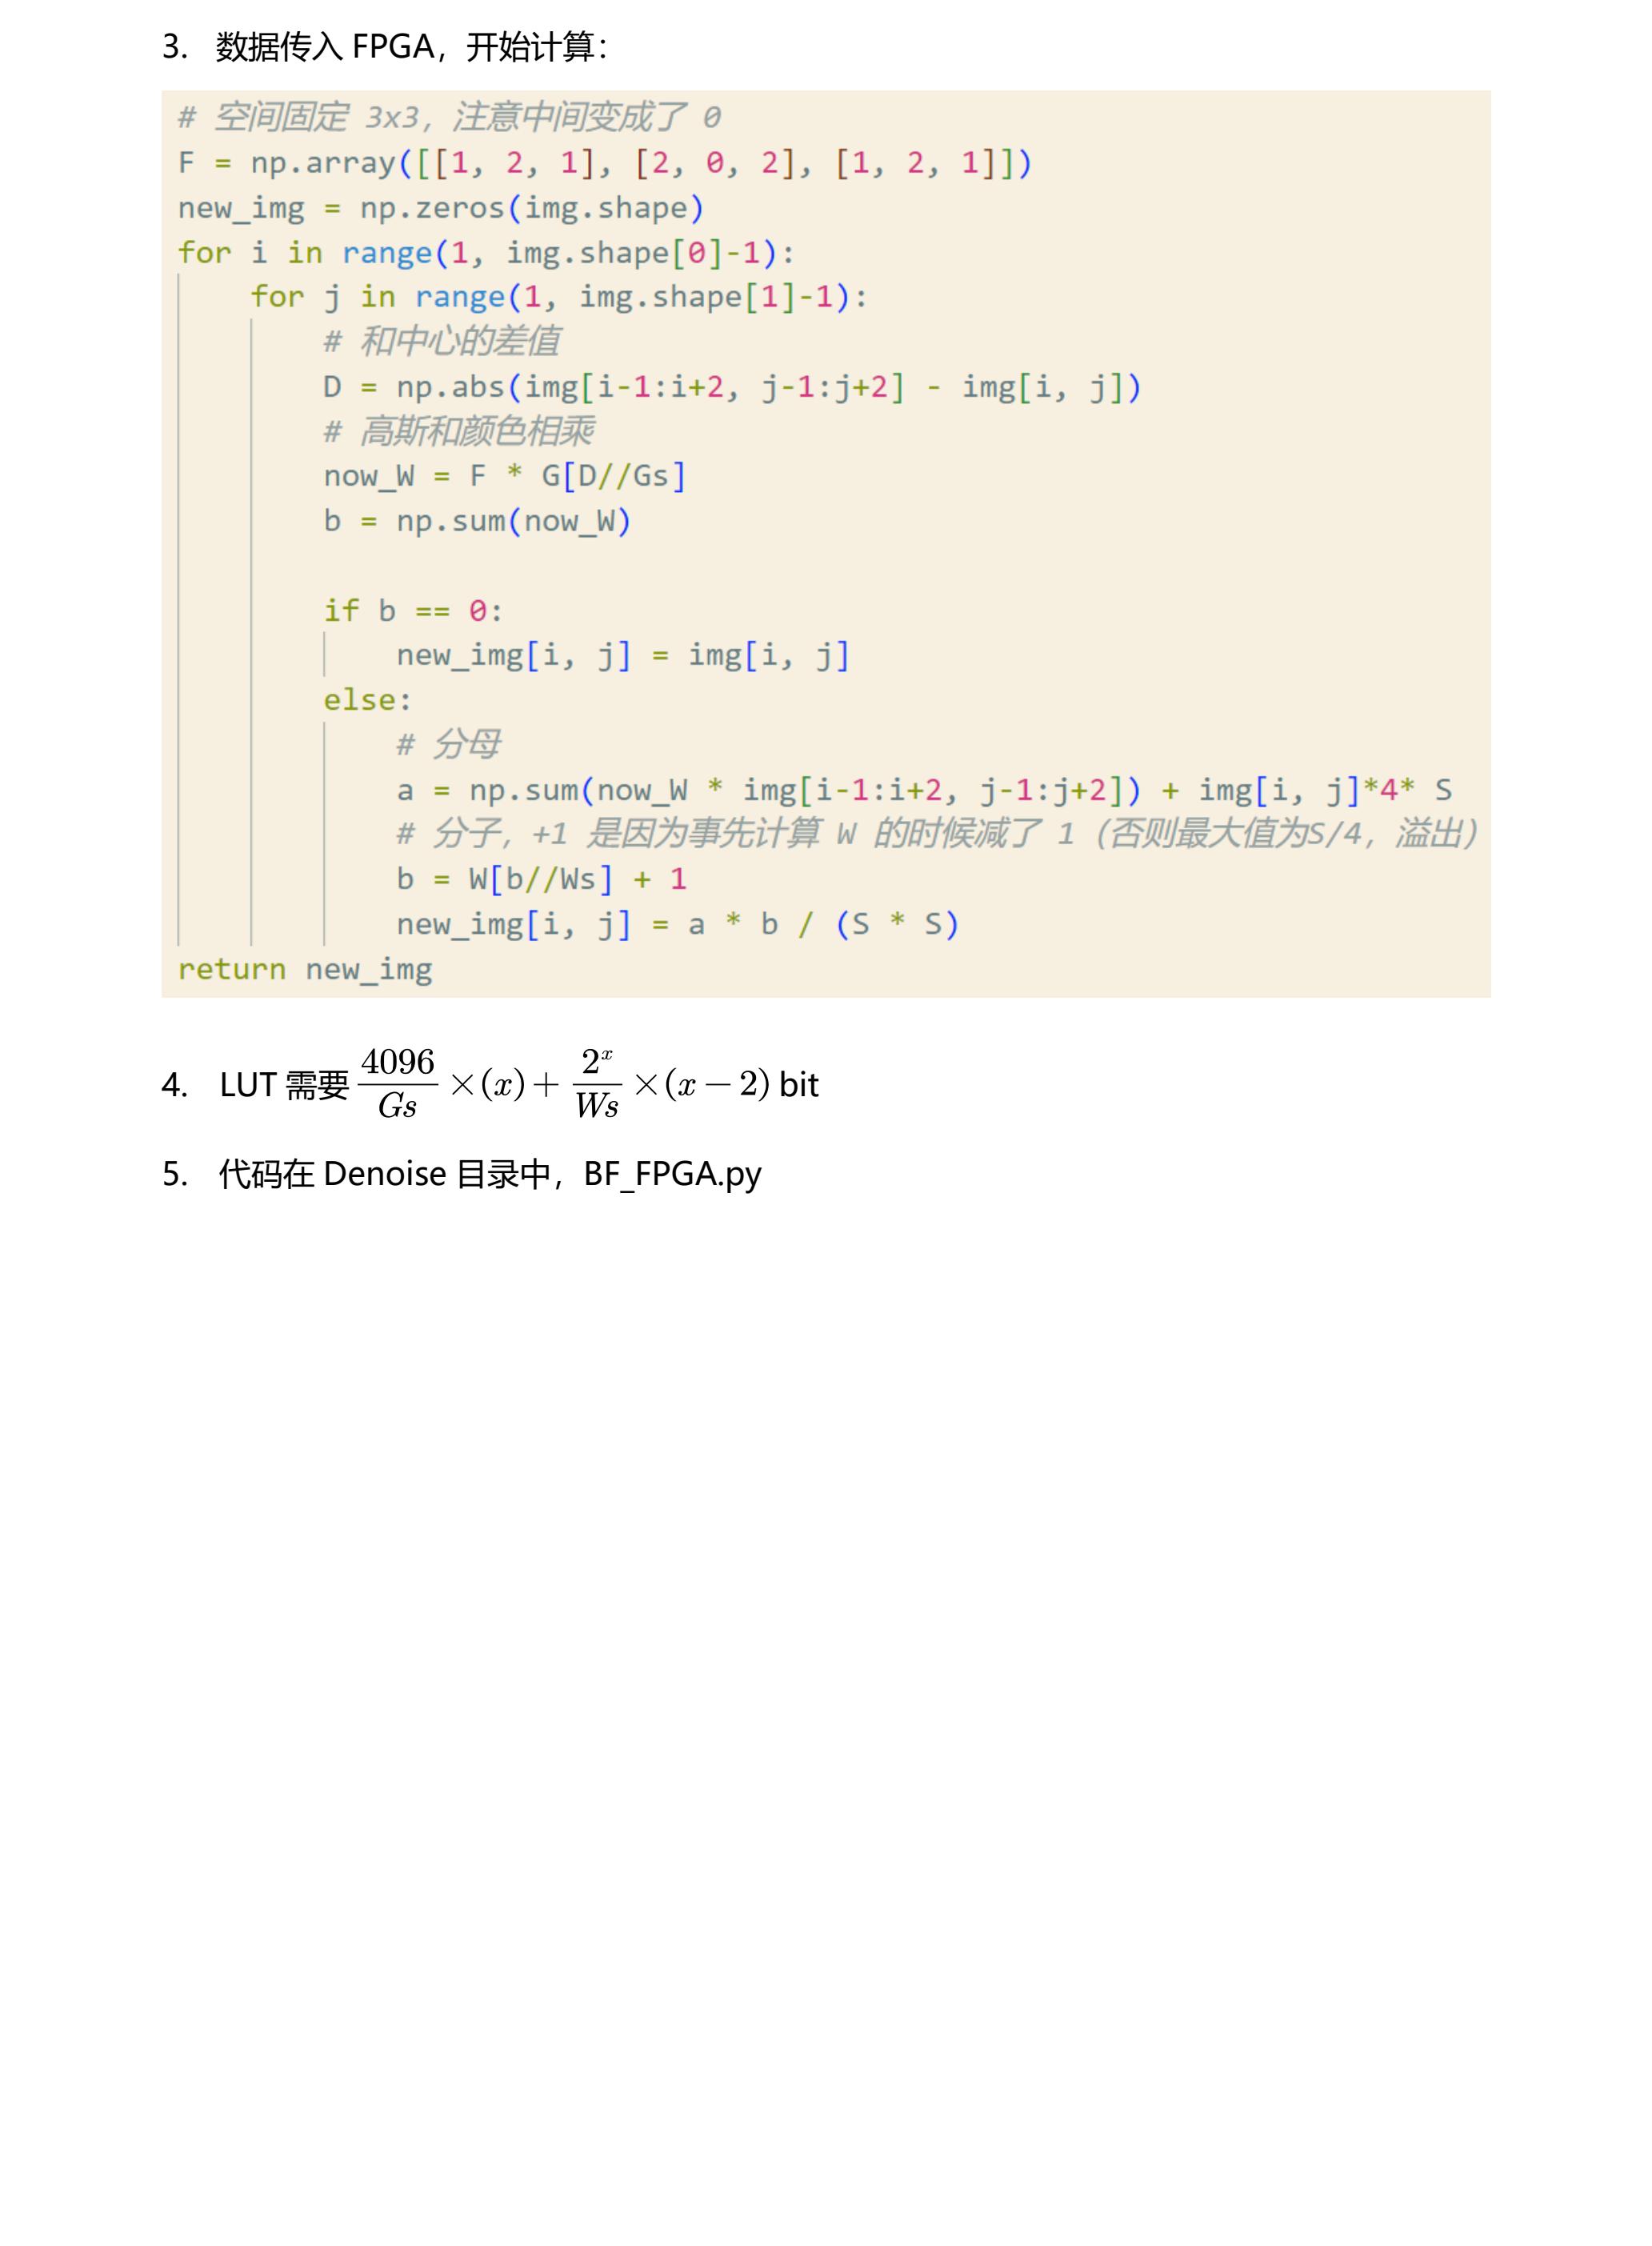 3. 数据传入 FPGA，开始计算：
# 空间固定 3x3, 注意中间变成了 0
F = np.array([[1, 2, 1], [2, 0, 2], [1, 2, 1]])
new_img = np.zeros(img.shape)
for i in range(1, img.shape[0]-1):
    for j in range(1, img.shape[1]-1):
        # 和中心的差值
        D = np.abs(img[i-1:i+2, j-1:j+2] - img[i, j])
        # 高斯和颜色相乘
        now_W = F * G[D//Gs]
        b = np.sum(now_W)
        if b == 0:
            new_img[i, j] = img[i, j]
        else:
            # 分母
            a = np.sum(now_W * img[i-1:i+2, j-1:j+2]) + img[i, j]*4* S
            # 分子, +1 是因为事先计算 W 的时候减了 1 (否则最大值为S/4, 溢出)
            b = W[b//Ws] + 1
            new_img[i, j] = a * b / (S * S)
return new_img
4. LUT 需要 $\frac{4096}{Gs} \times (x) + \frac{2^x}{Ws} \times (x-2)$ bit
5. 代码在 Denoise 目录中，BF_FPGA.py